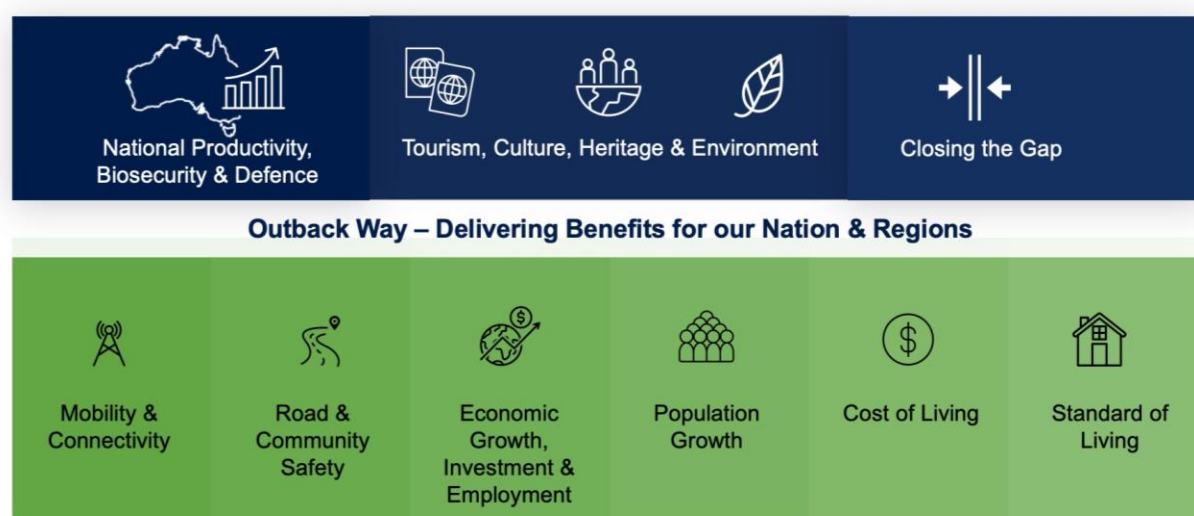 National Productivity,
Biosecurity & Defence
Tourism, Culture, Heritage & Environment
Closing the Gap
Outback Way – Delivering Benefits for our Nation & Regions
Mobility &
Connectivity
Road &
Community
Safety
Economic
Growth,
Investment &
Employment
Population
Growth
Cost of Living
Standard of
Living